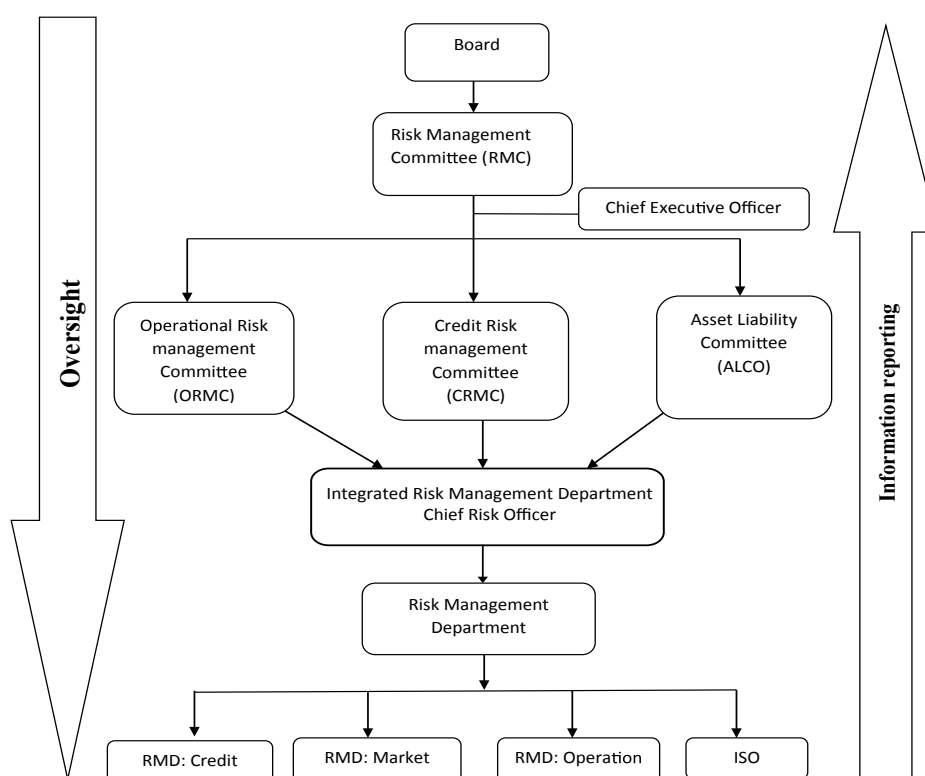 Board
Risk Management
Committee (RMC)
Chief Executive Officer
Oversight
Operational Risk
management
Committee
(ORMC)
Credit Risk
management
Committee
(CRMC)
Asset Liability
Committee
(ALCO)
Information reporting
Integrated Risk Management Department
Chief Risk Officer
Risk Management
Department
RMD: Credit
RMD: Market
RMD: Operation
ISO